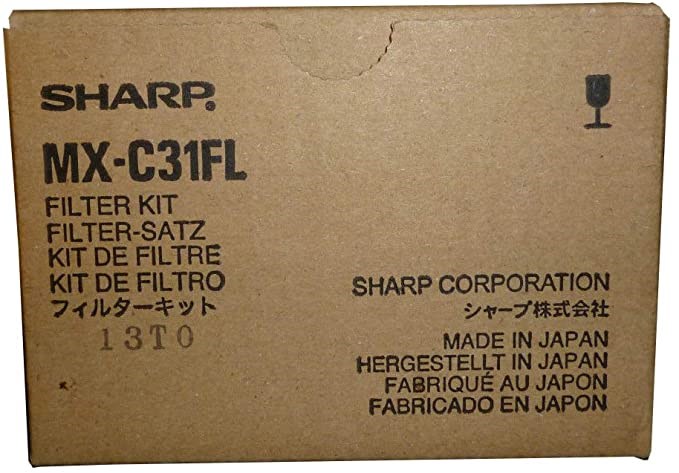 SHARP
MX-C31FL
FILTER KIT
FILTER-SATZ
KIT DE FILTRE
KIT DE FILTRO
フィルターキット
13T0
SHARP CORPORATION
シャープ株式会社
MADE IN JAPAN
HERGESTELLT IN JAPAN
FABRIQUÉ AU JAPON
FABRICADO EN JAPON